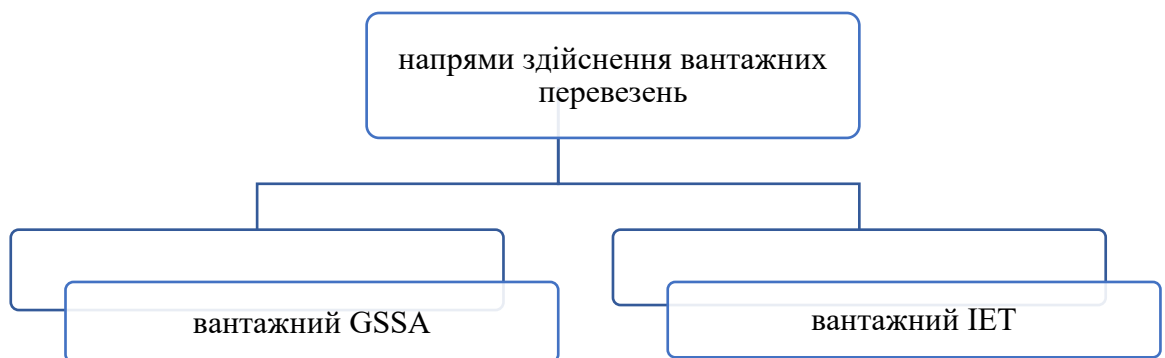 напрями здійснення вантажних
перевезень
вантажний GSSA
вантажний IET